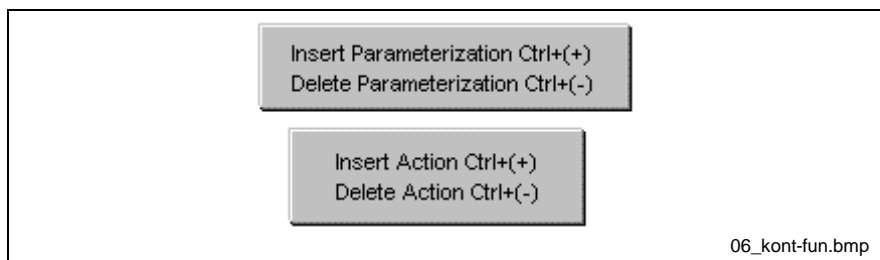 Insert Parameterization Ctrl+(+)
Delete Parameterization Ctrl+(-)
Insert Action Ctrl+(+)
Delete Action Ctrl+(-)
06_kont-fun.bmp